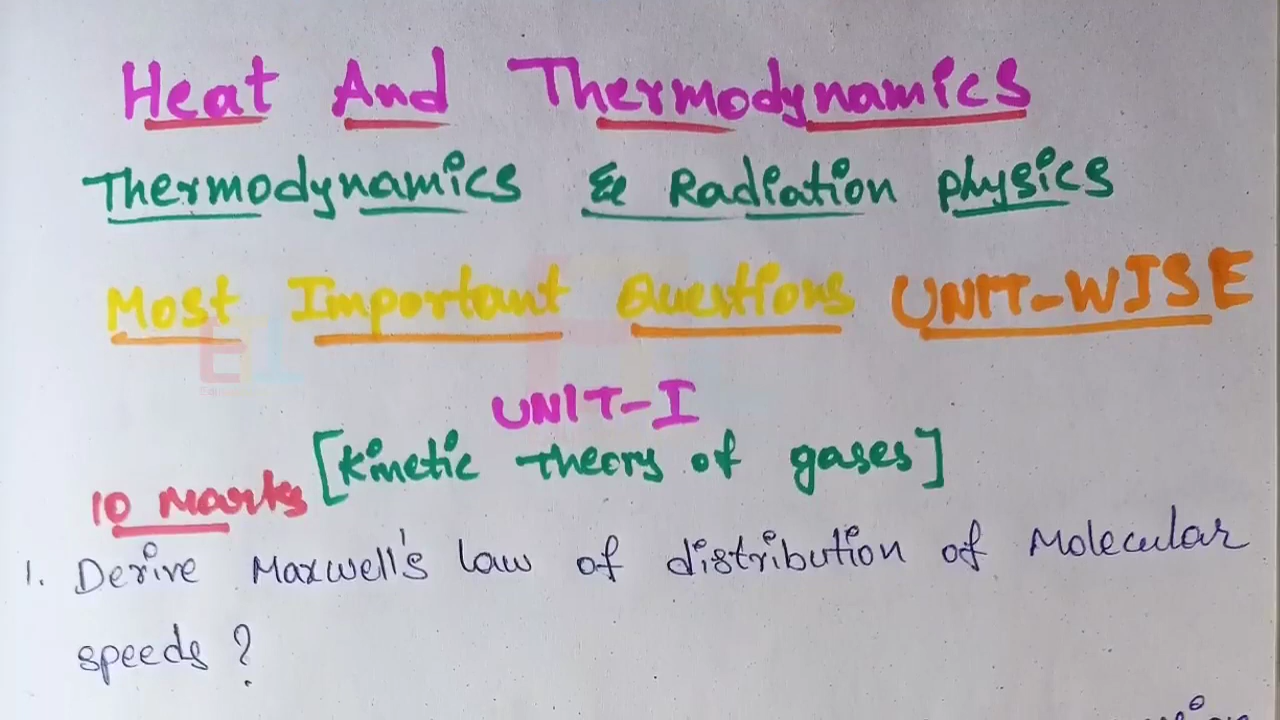 Heat And Thermodynamics
Thermodynamics & Radiation physics
Most Important Questions UNIT-WISE
UNIT-I
[Kinetic Theory of gases]
10 Marks
1. Derive Maxwell's law of distribution of Molecular
speeds?